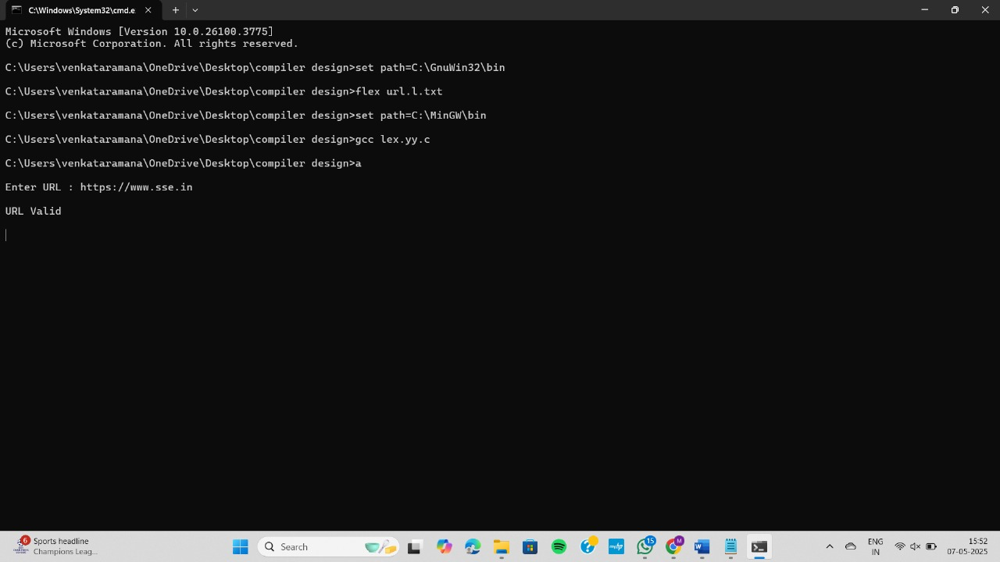 C:\Windows\System32\cmd.e
Microsoft Windows [Version 10.0.26100.3775]
(c) Microsoft Corporation. All rights reserved.
C:\Users\venkataramana\OneDrive\Desktop\compiler design>set path=C:\GnuWin32\bin
C:\Users\venkataramana\OneDrive\Desktop\compiler design>flex url.l.txt
C:\Users\venkataramana\OneDrive\Desktop\compiler design>set path=C:\MinGW\bin
C:\Users\venkataramana\OneDrive\Desktop\compiler design>gcc lex.yy.c
C:\Users\venkataramana\OneDrive\Desktop\compiler design>a
Enter URL : https://www.sse.in
URL Valid
6
Sports headline
Champions Leag...
Search
myhp
15
M
W
ENG
IN
15:52
07-05-2025